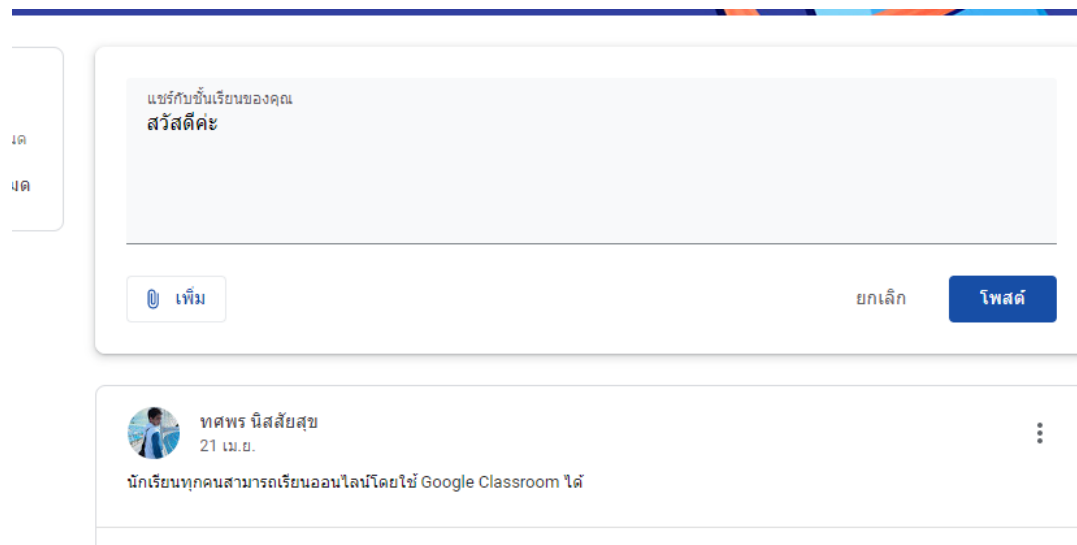 แชร์กับชั้นเรียนของคุณ
สวัสดีค่ะ
มด
เพิ่ม
ยกเลิก
โพสต์
ทศพร นิสสัยสุข
21 เม.ย.
นักเรียนทุกคนสามารถเรียนออนไลน์โดยใช้ Google Classroom ได้